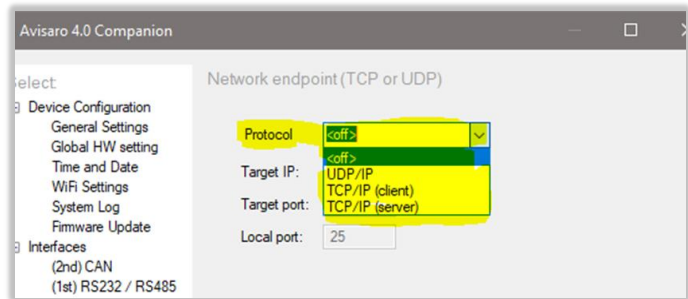 Avisaro 4.0 Companion
Select
Device Configuration
General Settings
Global HW setting
Time and Date
WiFi Settings
System Log
Firmware Update
Interfaces
(2nd) CAN
(1st) RS232 / RS485
Network endpoint (TCP or UDP)
Protocol <off>
<off>
UDP/IP
TCP/IP (client)
TCP/IP (server)
Target IP:
Target port:
Local port: 25